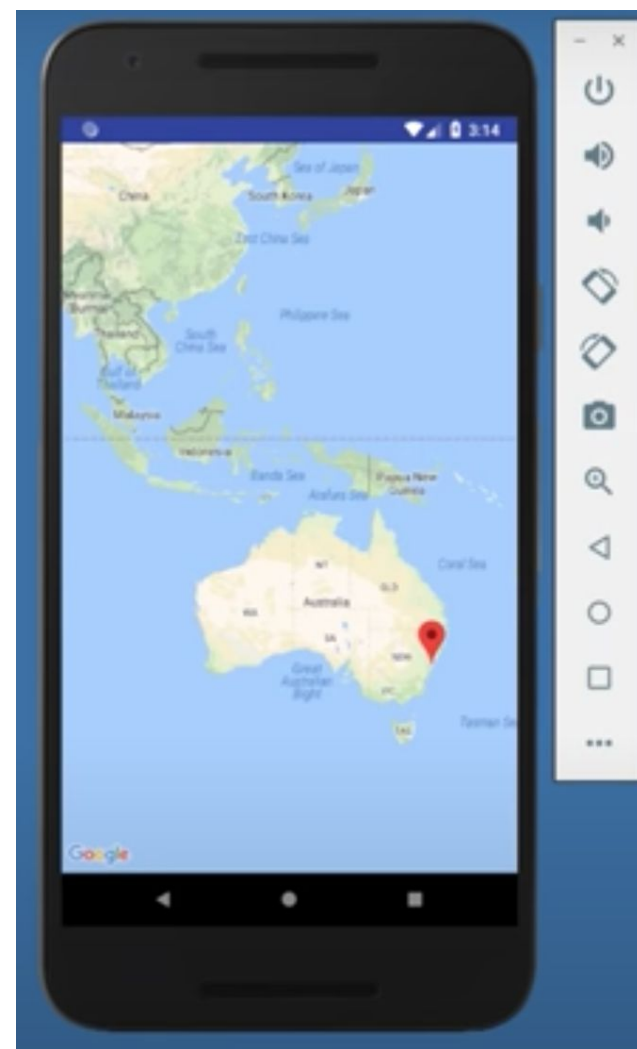 3:14
Sea of Japan
China
South Korea
Japan
East China Sea
Philippine Sea
Myanmar
(Burma)
Thailand
South
China Sea
Gulf of
Thailand
Malaysia
Indonesia
Banda Sea
Papua New
Guinea
Arafura Sea
Coral Sea
NT
QLD
Australia
WA
SA
NSW
Great
Australian
Bight
VIC
Tasman Se
TAS
Google